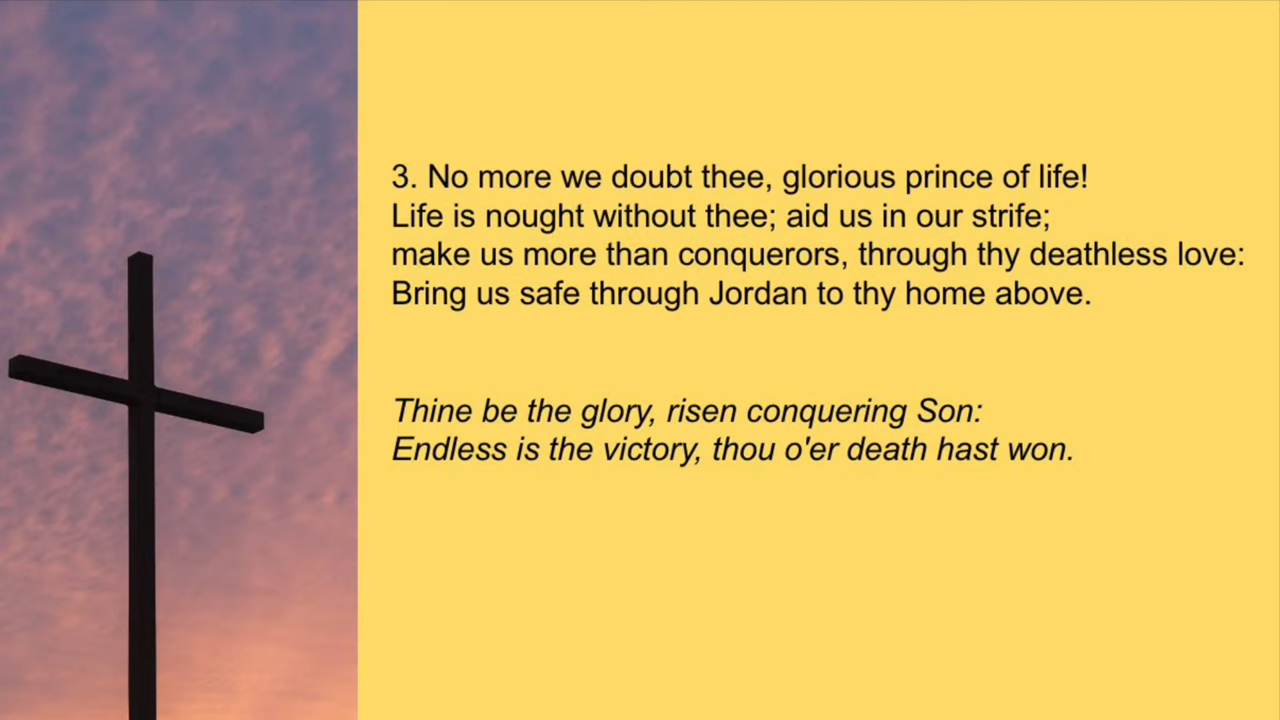 3. No more we doubt thee, glorious prince of life!
Life is nought without thee; aid us in our strife;
make us more than conquerors, through thy deathless love:
Bring us safe through Jordan to thy home above.
Thine be the glory, risen conquering Son:
Endless is the victory, thou o'er death hast won.